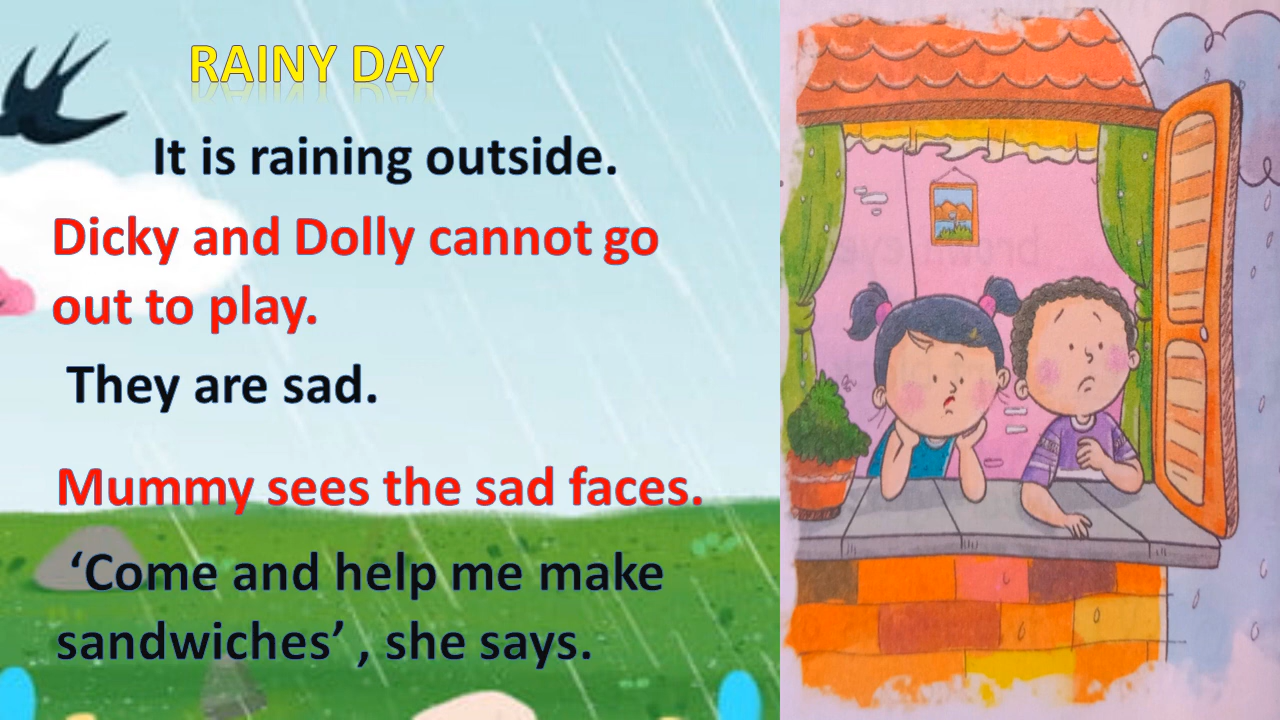 RAINY DAY
It is raining outside.
Dicky and Dolly cannot go
out to play.
They are sad.
Mummy sees the sad faces.
‘Come and help me make
sandwiches’ , she says.